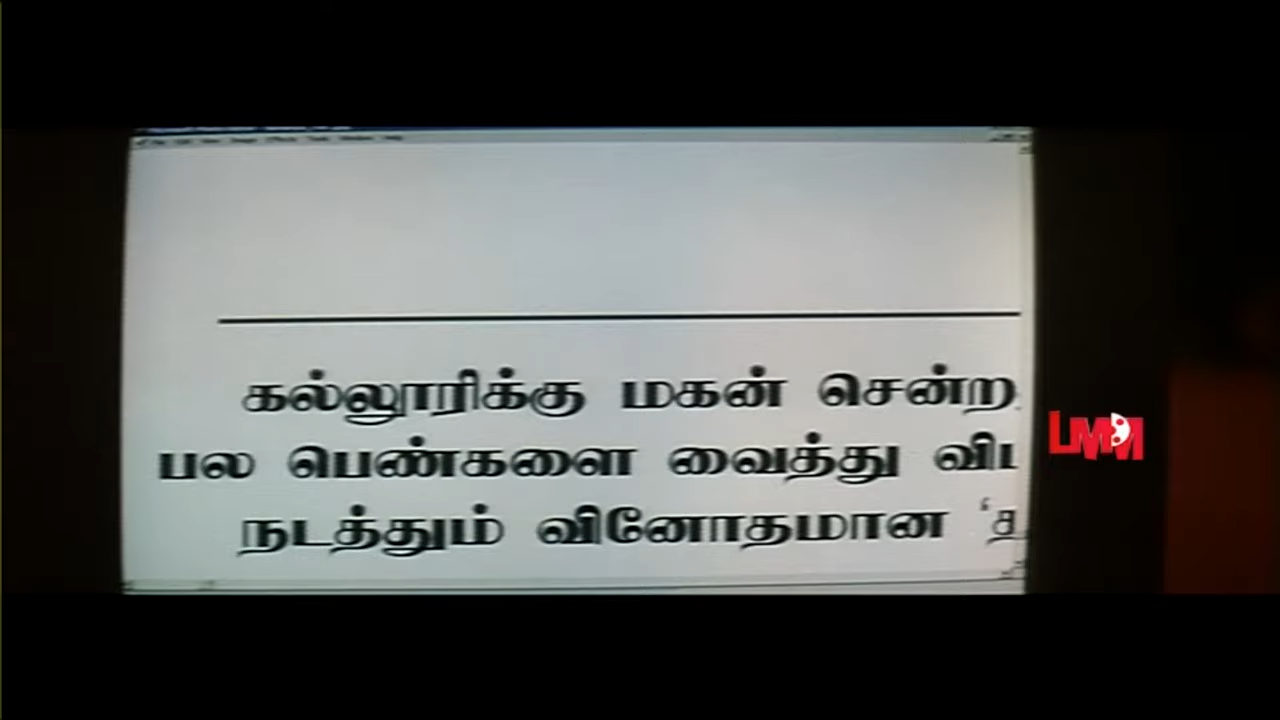 கல்லூரிக்கு மகன் சென்ற
பல பெண்களை வைத்து
நடத்தும் வினோதமான
LMM